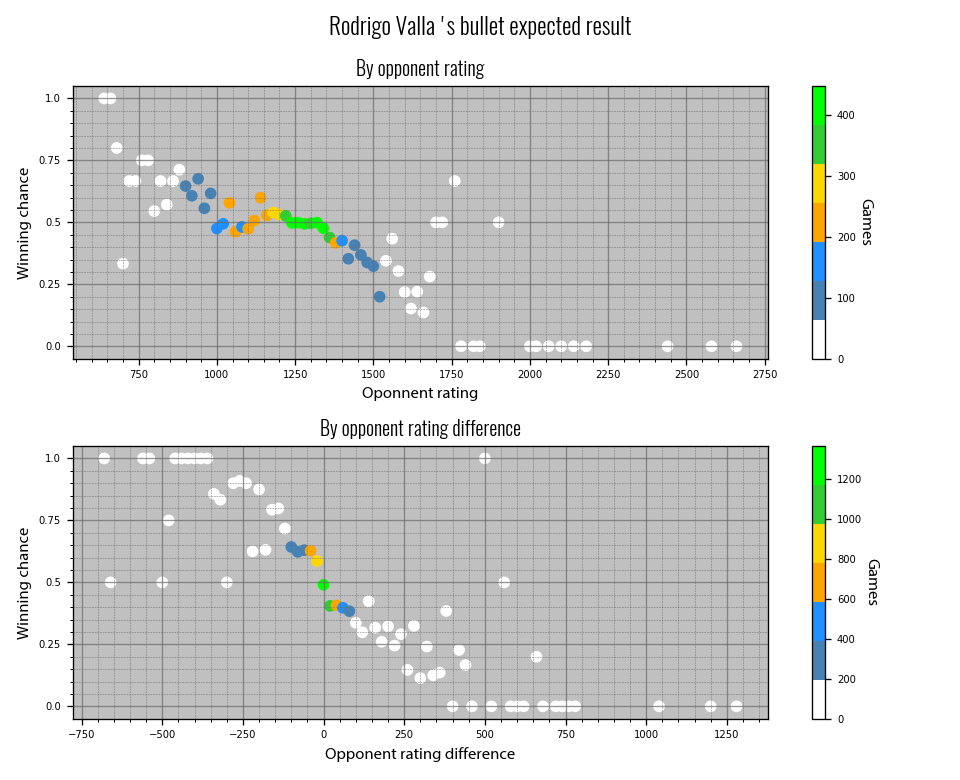 Rodrigo Valla 's bullet expected result
By opponent rating
1.0
0.75
0.5
0.25
0.0
Winning chance
750 1000 1250 1500 1750 2000 2250 2500 2750
Oponnent rating
400
300
200
100
0
Games
By opponent rating difference
1.0
0.75
0.5
0.25
0.0
Winning chance
−750 −500 −250 0 250 500 750 1000 1250
Opponent rating difference
1200
1000
800
600
400
200
0
Games